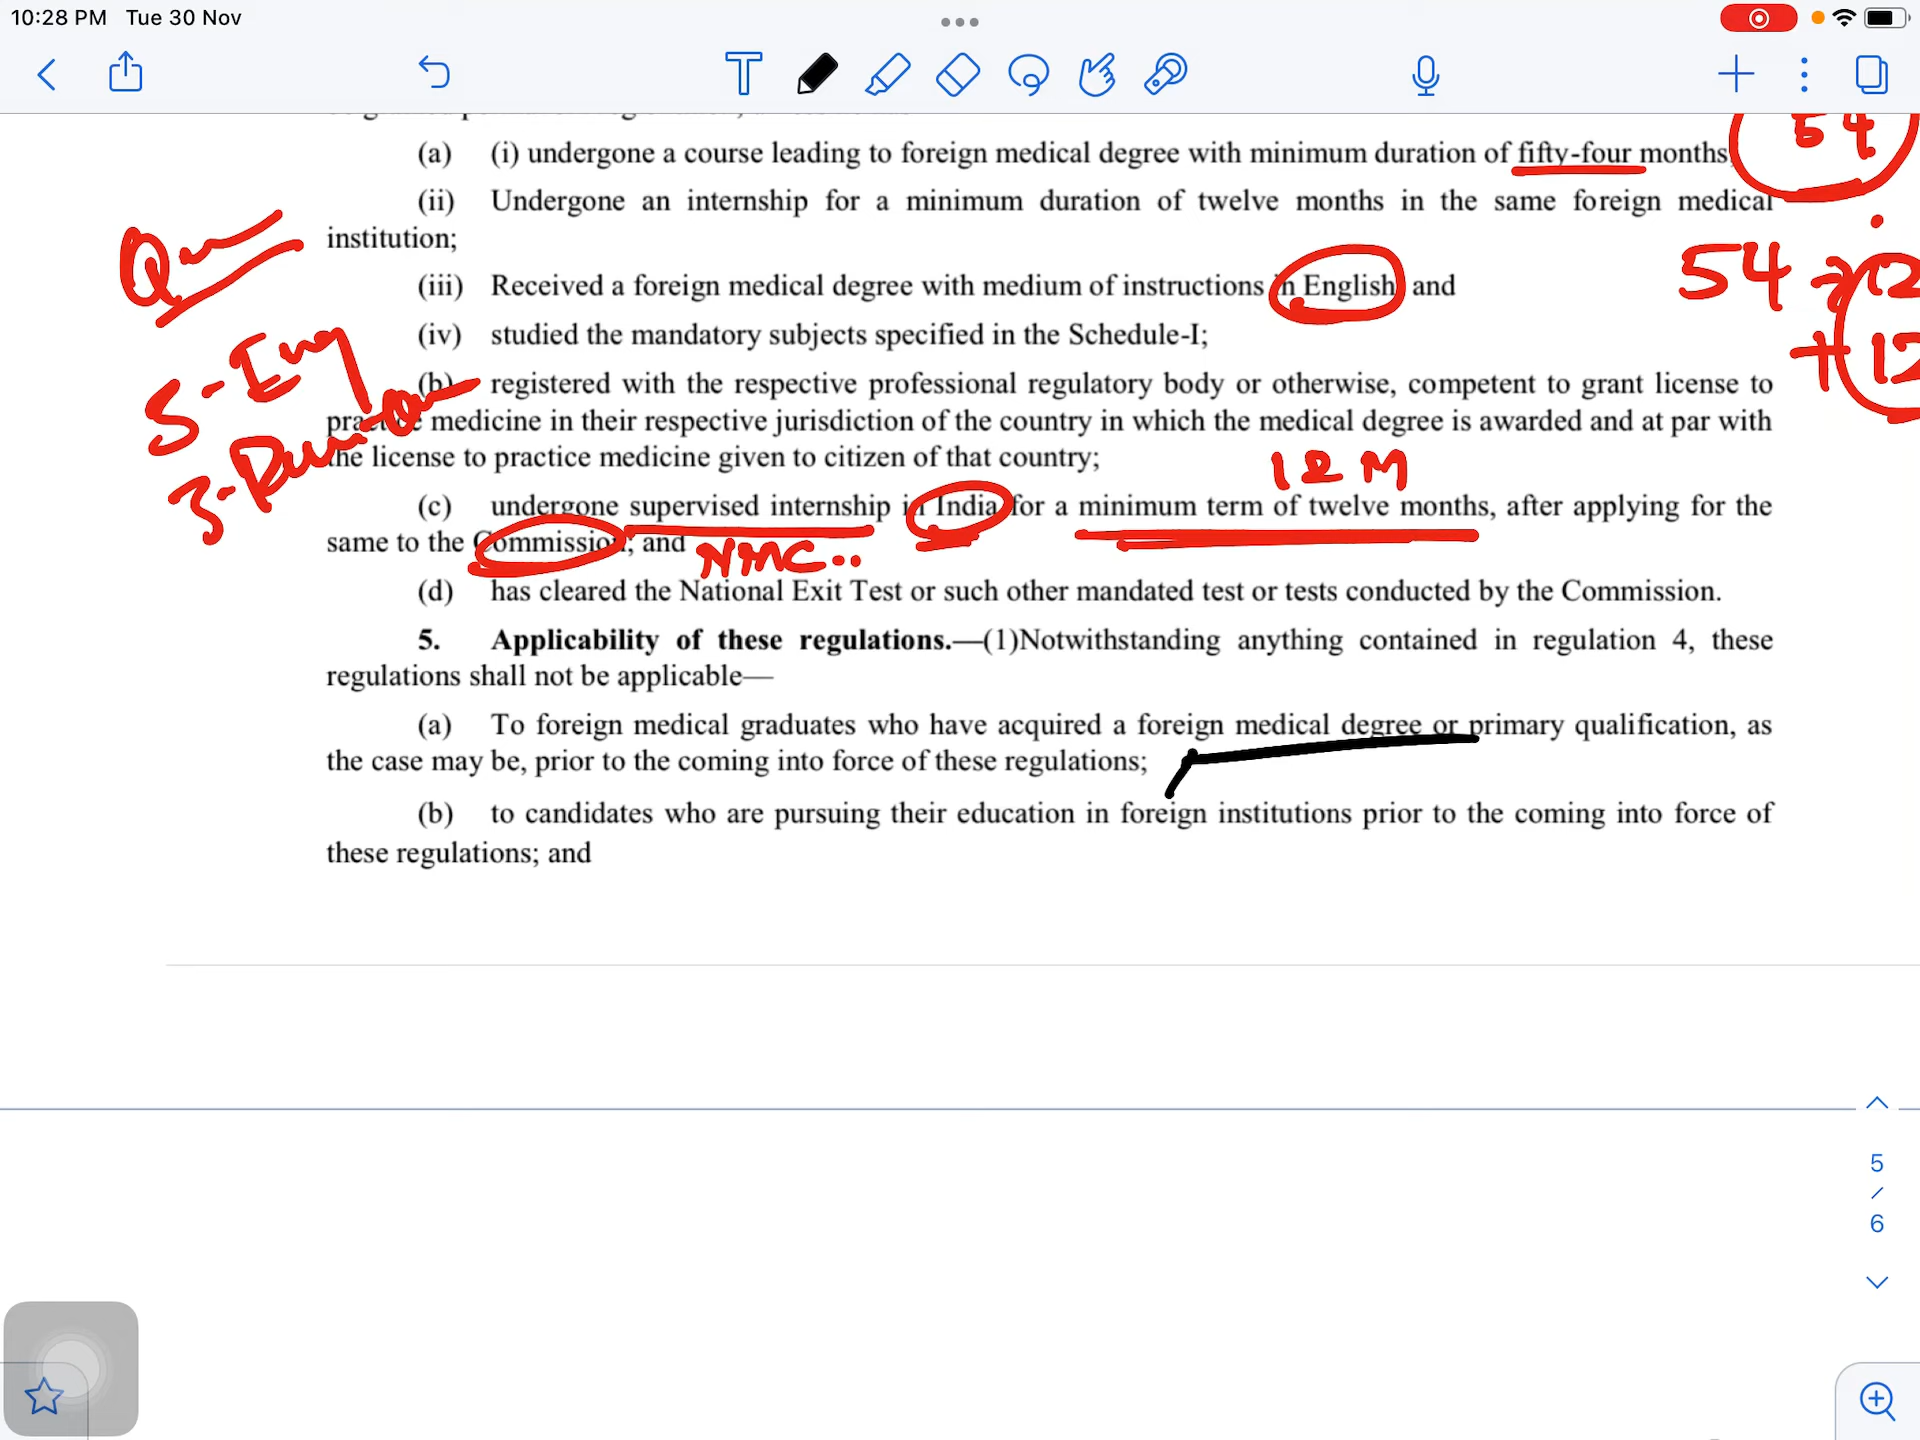 10:28 PM Tue 30 Nov
(a) (i) undergone a course leading to foreign medical degree with minimum duration of fifty-four months
54
(ii) Undergone an internship for a minimum duration of twelve months in the same foreign medical
institution;
(iii) Received a foreign medical degree with medium of instructions in English and
54 + 12
+ 12
(iv) studied the mandatory subjects specified in the Schedule-I;
5 - Eng
(b) registered with the respective professional regulatory body or otherwise, competent to grant license to
practice medicine in their respective jurisdiction of the country in which the medical degree is awarded and at par with
the license to practice medicine given to citizen of that country;
12 M
(c) undergone supervised internship in India for a minimum term of twelve months, after applying for the
same to the Commission; and
NMC..
(d) has cleared the National Exit Test or such other mandated test or tests conducted by the Commission.
5. Applicability of these regulations.—(1)Notwithstanding anything contained in regulation 4, these
regulations shall not be applicable—
(a) To foreign medical graduates who have acquired a foreign medical degree or primary qualification, as
the case may be, prior to the coming into force of these regulations;
(b) to candidates who are pursuing their education in foreign institutions prior to the coming into force of
these regulations; and
5
/
6